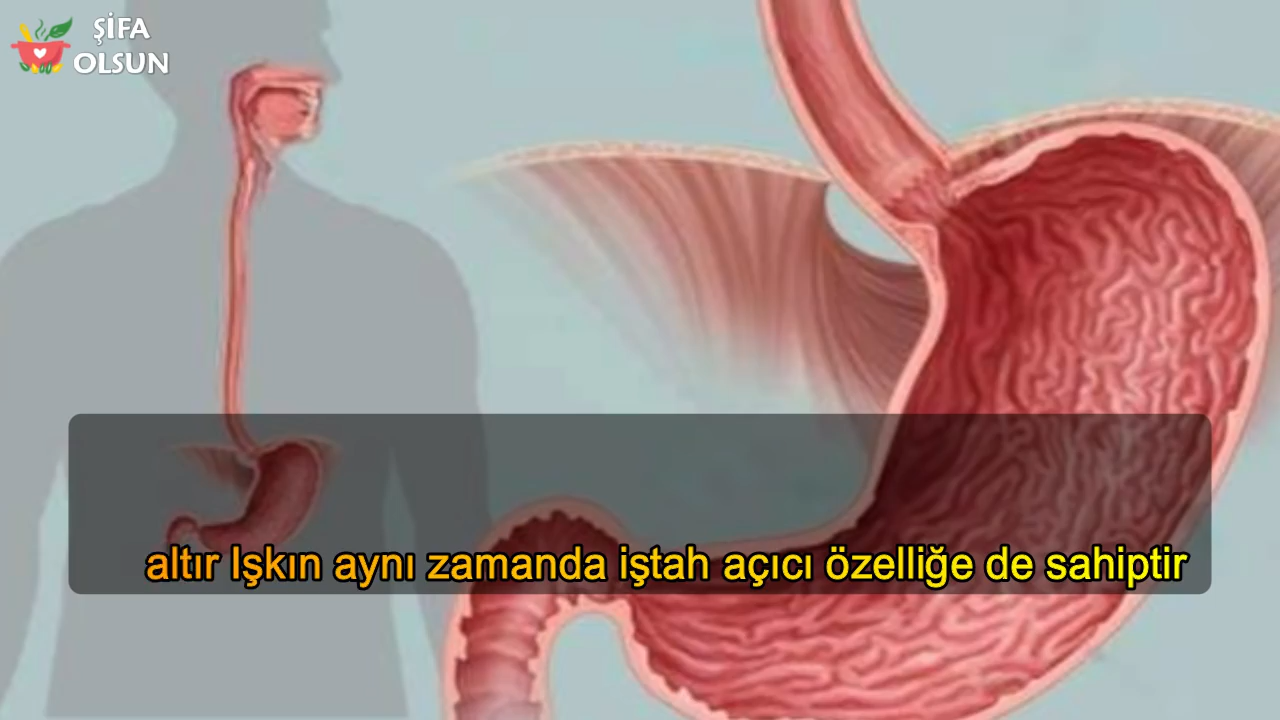 ŞİFA
OLSUN
altır Işkın aynı zamanda iştah açıcı özelliğe de sahiptir